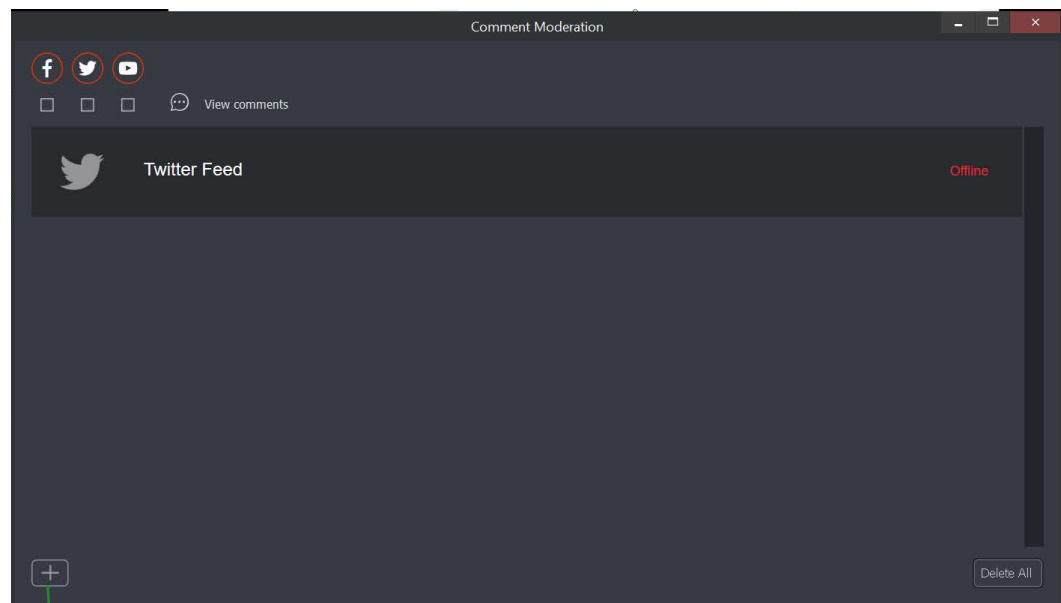 Comment Moderation
View comments
Twitter Feed
Offline
Delete All